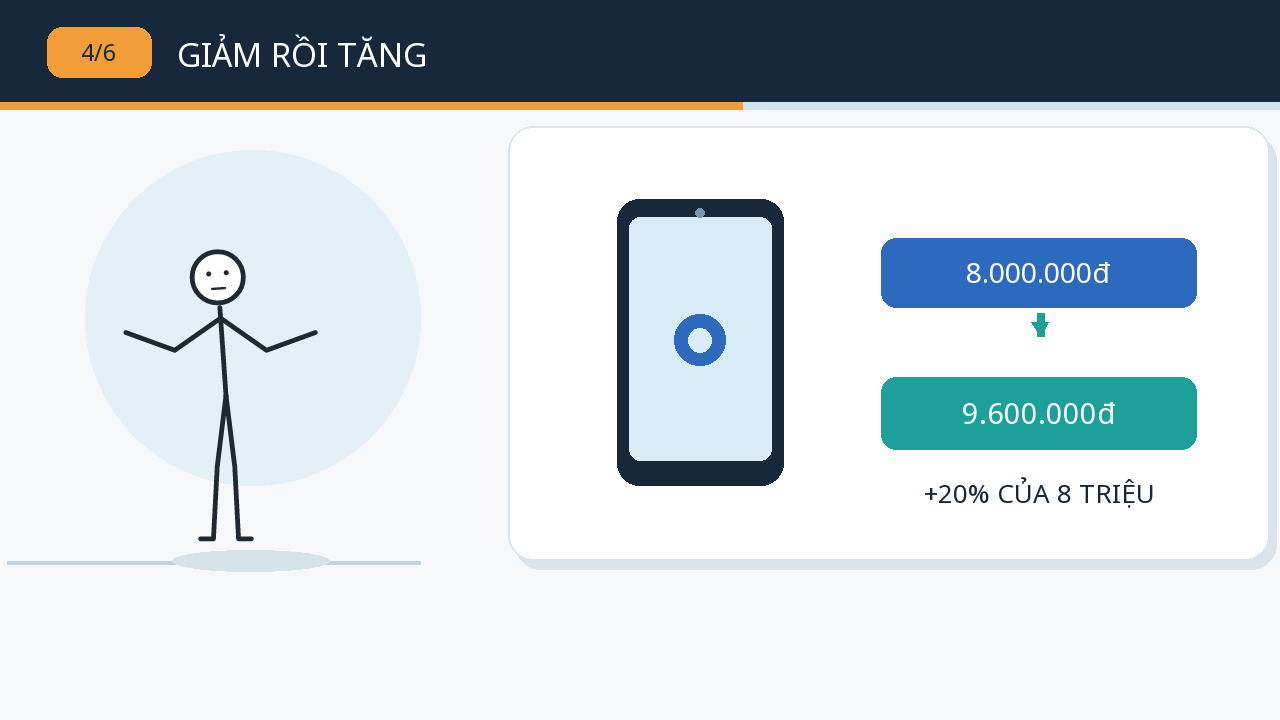 4/6
GIẢM RỒI TĂNG
8.000.000đ
9.600.000đ
+20% CỦA 8 TRIỆU